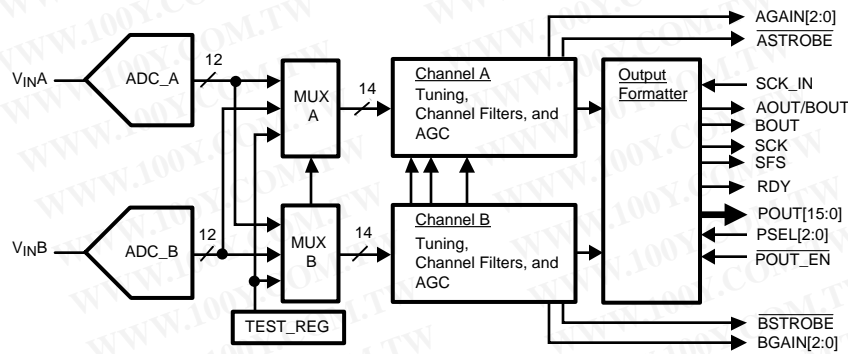 AGAIN[2:0]
ASTROBE
V_INA
ADC_A
12
MUX
A
14
Channel A
Tuning,
Channel Filters, and
AGC
Output
Formatter
SCK_IN
AOUT/BOUT
BOUT
SCK
SFS
RDY
POUT[15:0]
PSEL[2:0]
POUT_EN
V_INB
ADC_B
12
MUX
B
14
Channel B
Tuning,
Channel Filters, and
AGC
TEST_REG
BSTROBE
BGAIN[2:0]
WWW.100Y.COM.TW